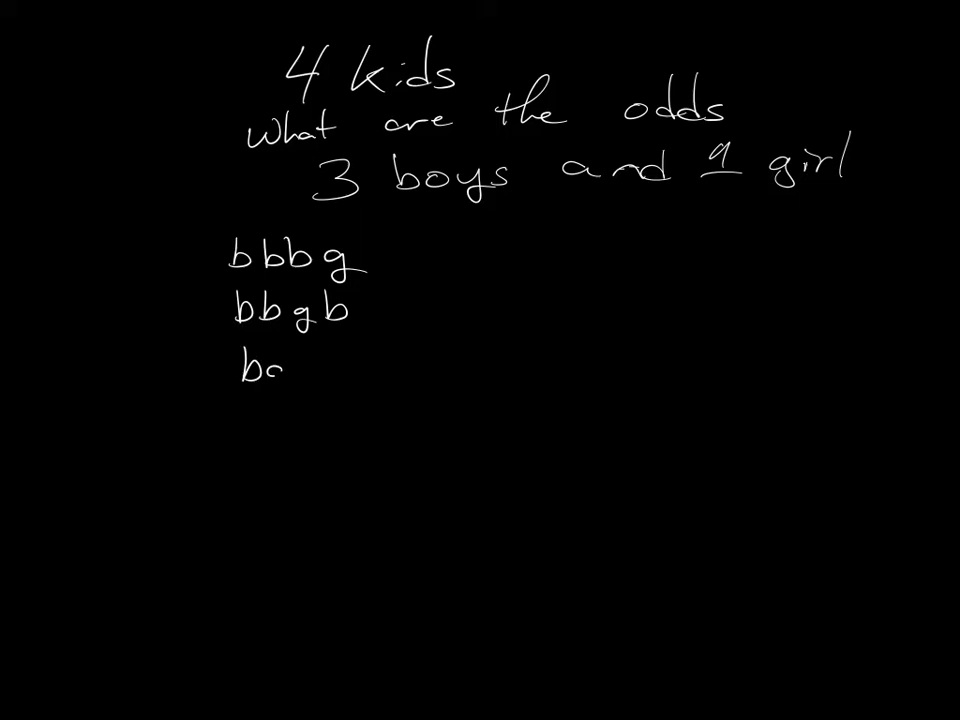 4 kids
What are the odds
3 boys and 1 girl
bbbg
bbgb
b